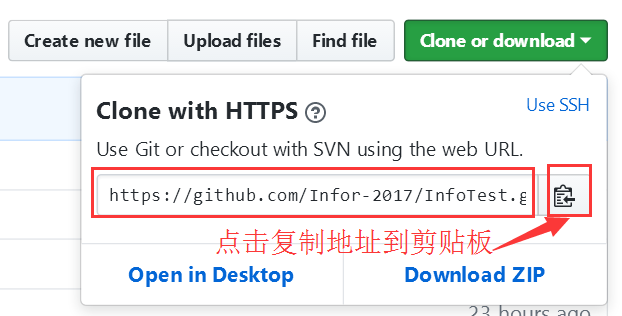 Create new file Upload files Find file Clone or download
Clone with HTTPS ?
Use SSH
Use Git or checkout with SVN using the web URL.
https://github.com/Infor-2017/InfoTest.g
点击复制地址到剪贴板
Open in Desktop Download ZIP
23 hours ago